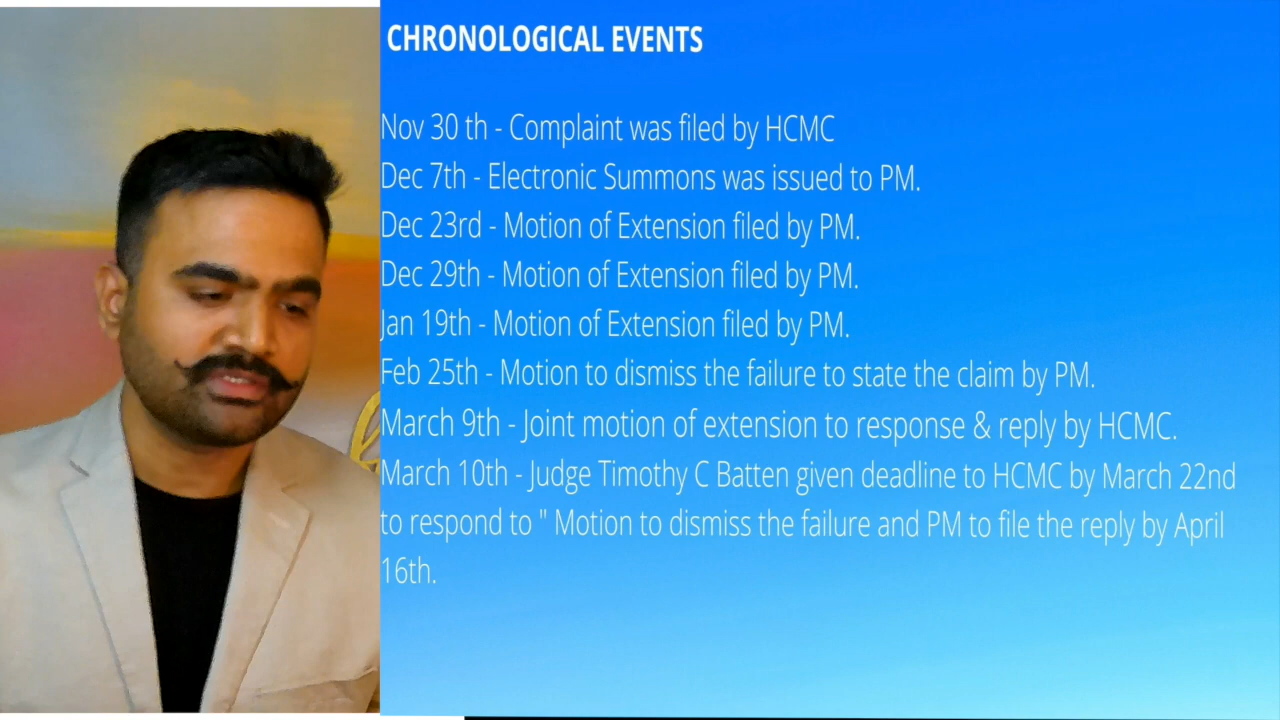 CHRONOLOGICAL EVENTS
Nov 30 th - Complaint was filed by HCMC
Dec 7th - Electronic Summons was issued to PM.
Dec 23rd - Motion of Extension filed by PM.
Dec 29th - Motion of Extension filed by PM.
Jan 19th - Motion of Extension filed by PM.
Feb 25th - Motion to dismiss the failure to state the claim by PM.
March 9th - Joint motion of extension to response & reply by HCMC.
March 10th - Judge Timothy C Batten given deadline to HCMC by March 22nd
to respond to " Motion to dismiss the failure and PM to file the reply by April
16th.